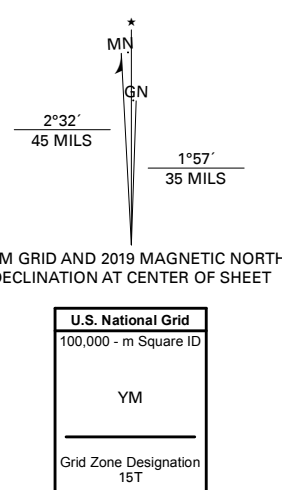 MN
GN
2°32´
45 MILS
1°57´
35 MILS
M GRID AND 2019 MAGNETIC NORTH
DECLINATION AT CENTER OF SHEET
U.S. National Grid
100,000 - m Square ID
YM
Grid Zone Designation
15T